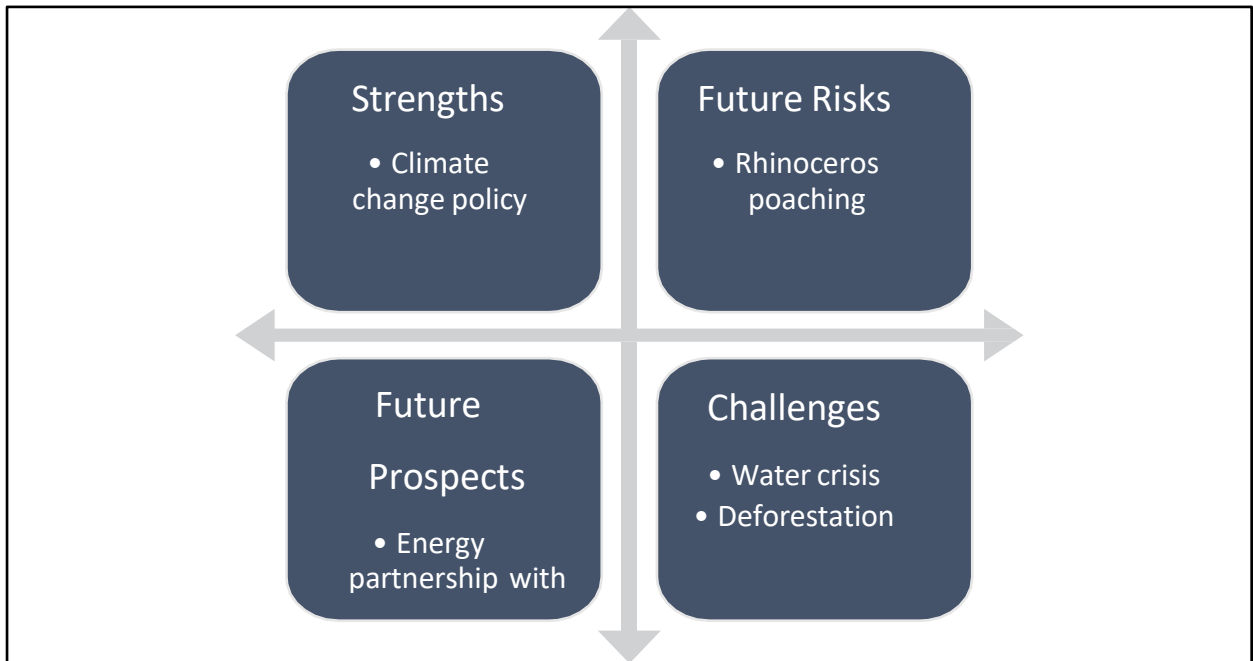 Strengths
• Climate
change policy
Future Risks
• Rhinoceros
poaching
Future
Prospects
• Energy
partnership with
Challenges
• Water crisis
• Deforestation